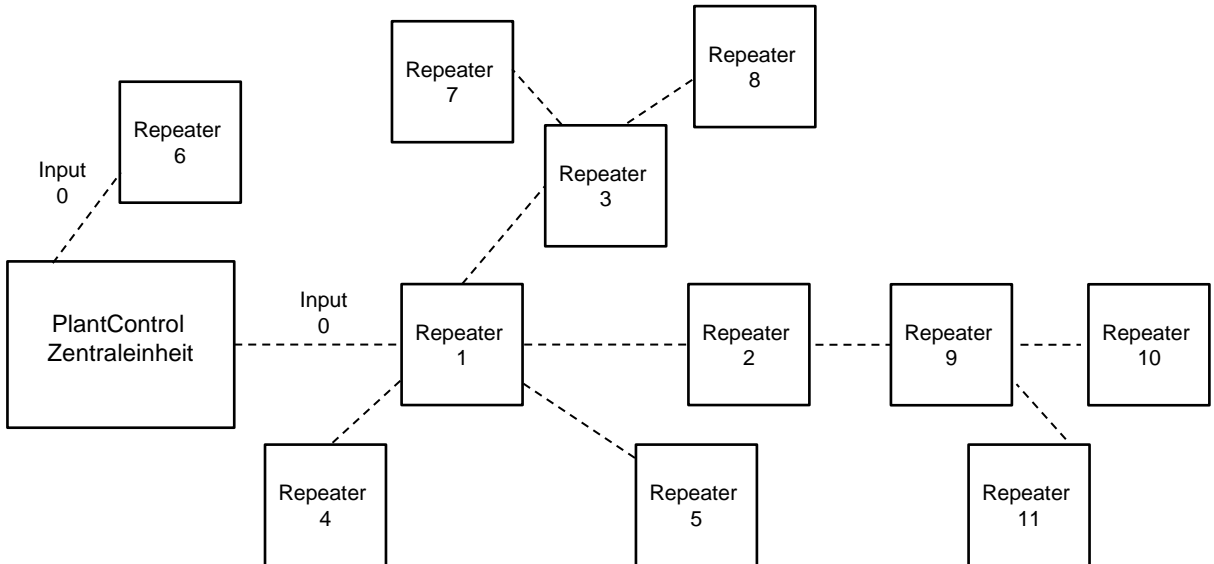 Repeater
7
Repeater
8
Repeater
6
Input
0
Repeater
3
PlantControl
Zentraleinheit
Input
0
Repeater
1
Repeater
2
Repeater
9
Repeater
10
Repeater
4
Repeater
5
Repeater
11